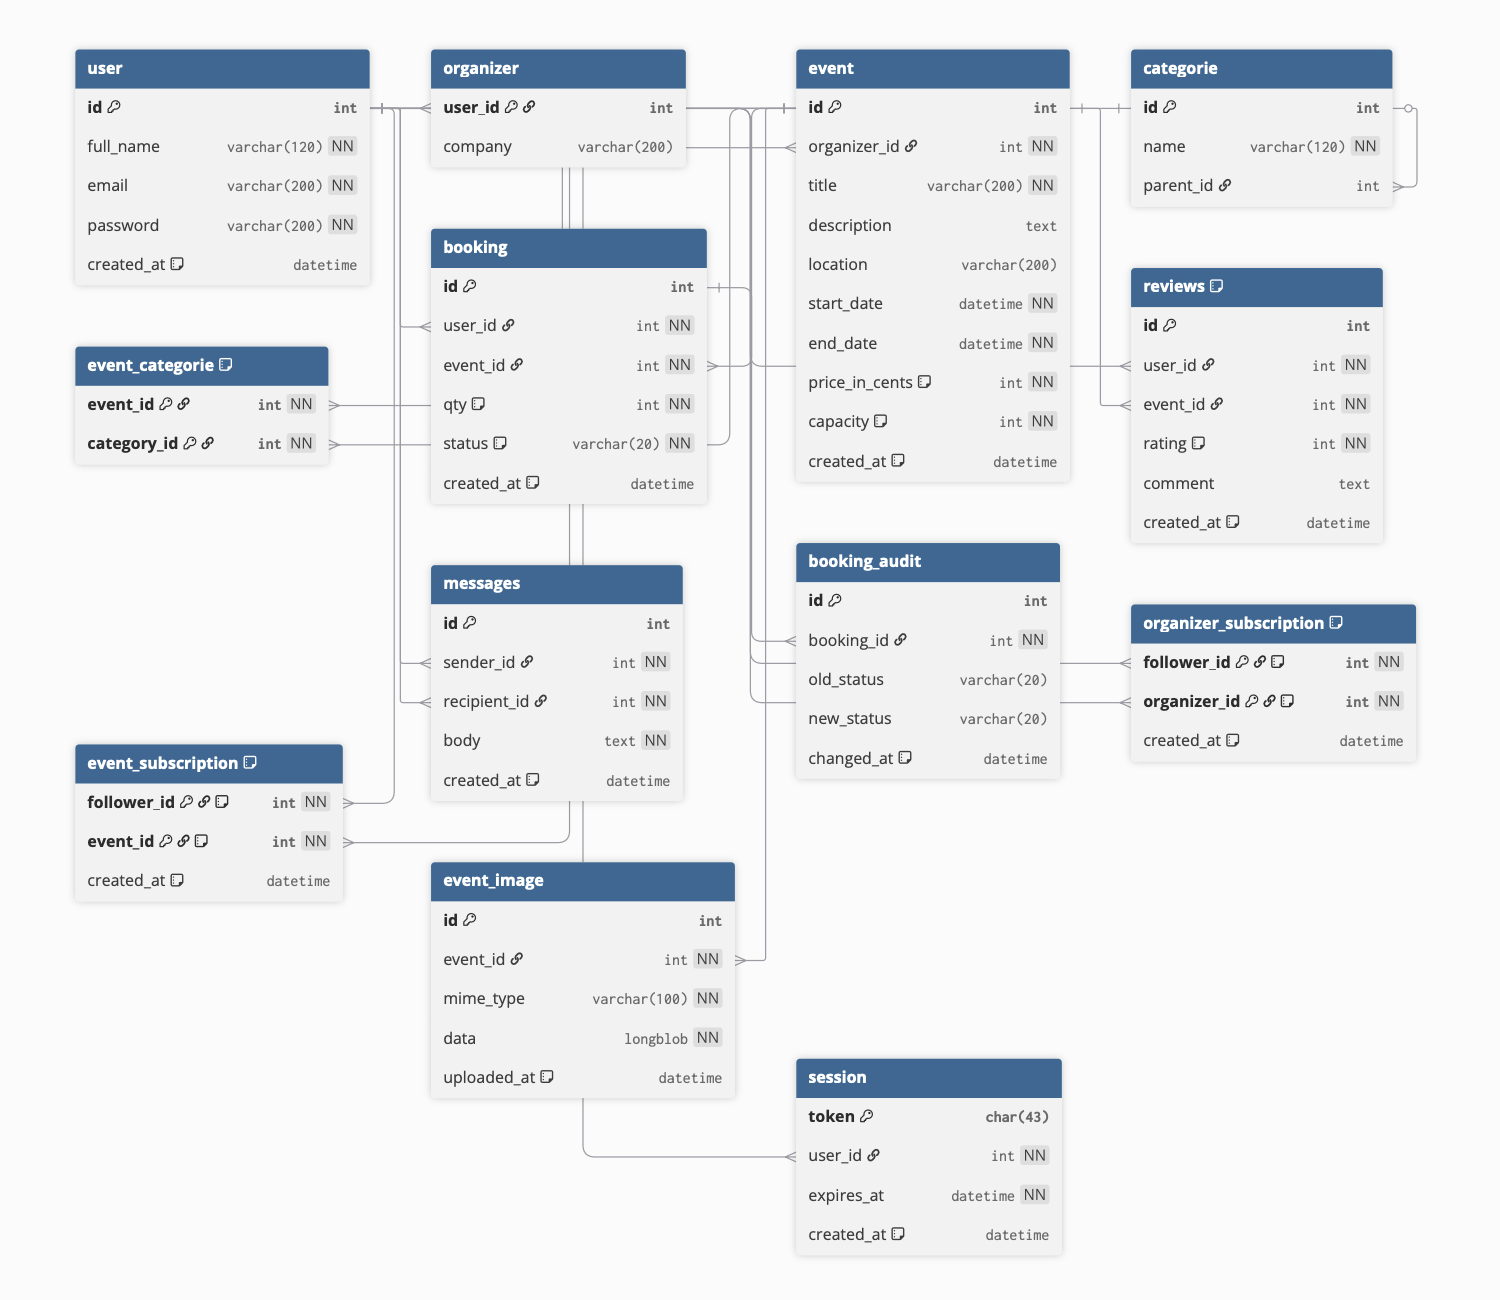 user
id int
full_name varchar(120) NN
email varchar(200) NN
password varchar(200) NN
created_at datetime
organizer
user_id int
company varchar(200)
event
id int
organizer_id int NN
title varchar(200) NN
description text
location varchar(200)
start_date datetime NN
end_date datetime NN
price_in_cents int NN
capacity int NN
created_at datetime
categorie
id int
name varchar(120) NN
parent_id int
booking
id int
user_id int NN
event_id int NN
qty int NN
status varchar(20) NN
created_at datetime
reviews
id int
user_id int NN
event_id int NN
rating int NN
comment text
created_at datetime
event_categorie
event_id int NN
category_id int NN
messages
id int
sender_id int NN
recipient_id int NN
body text NN
created_at datetime
booking_audit
id int
booking_id int NN
old_status varchar(20)
new_status varchar(20)
changed_at datetime
organizer_subscription
follower_id int NN
organizer_id int NN
created_at datetime
event_subscription
follower_id int NN
event_id int NN
created_at datetime
event_image
id int
event_id int NN
mime_type varchar(100) NN
data longblob NN
uploaded_at datetime
session
token char(43)
user_id int NN
expires_at datetime NN
created_at datetime